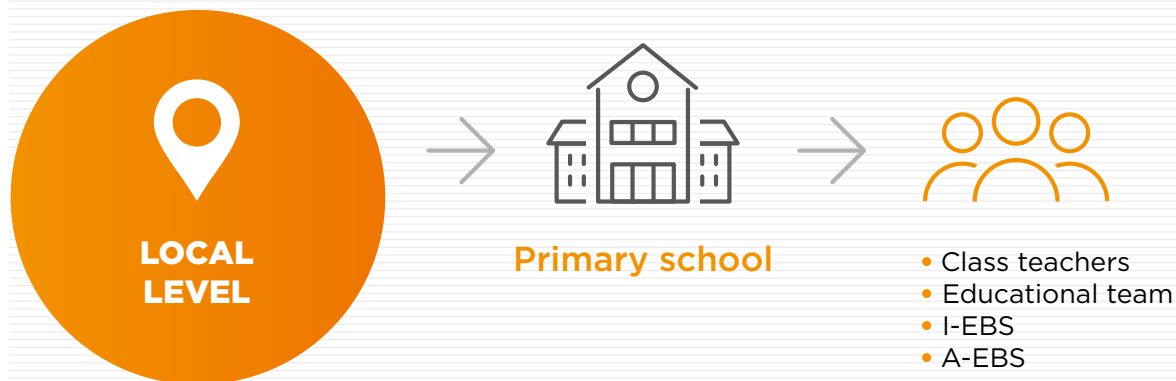 LOCAL
LEVEL
Primary school
• Class teachers
• Educational team
• I-EBS
• A-EBS